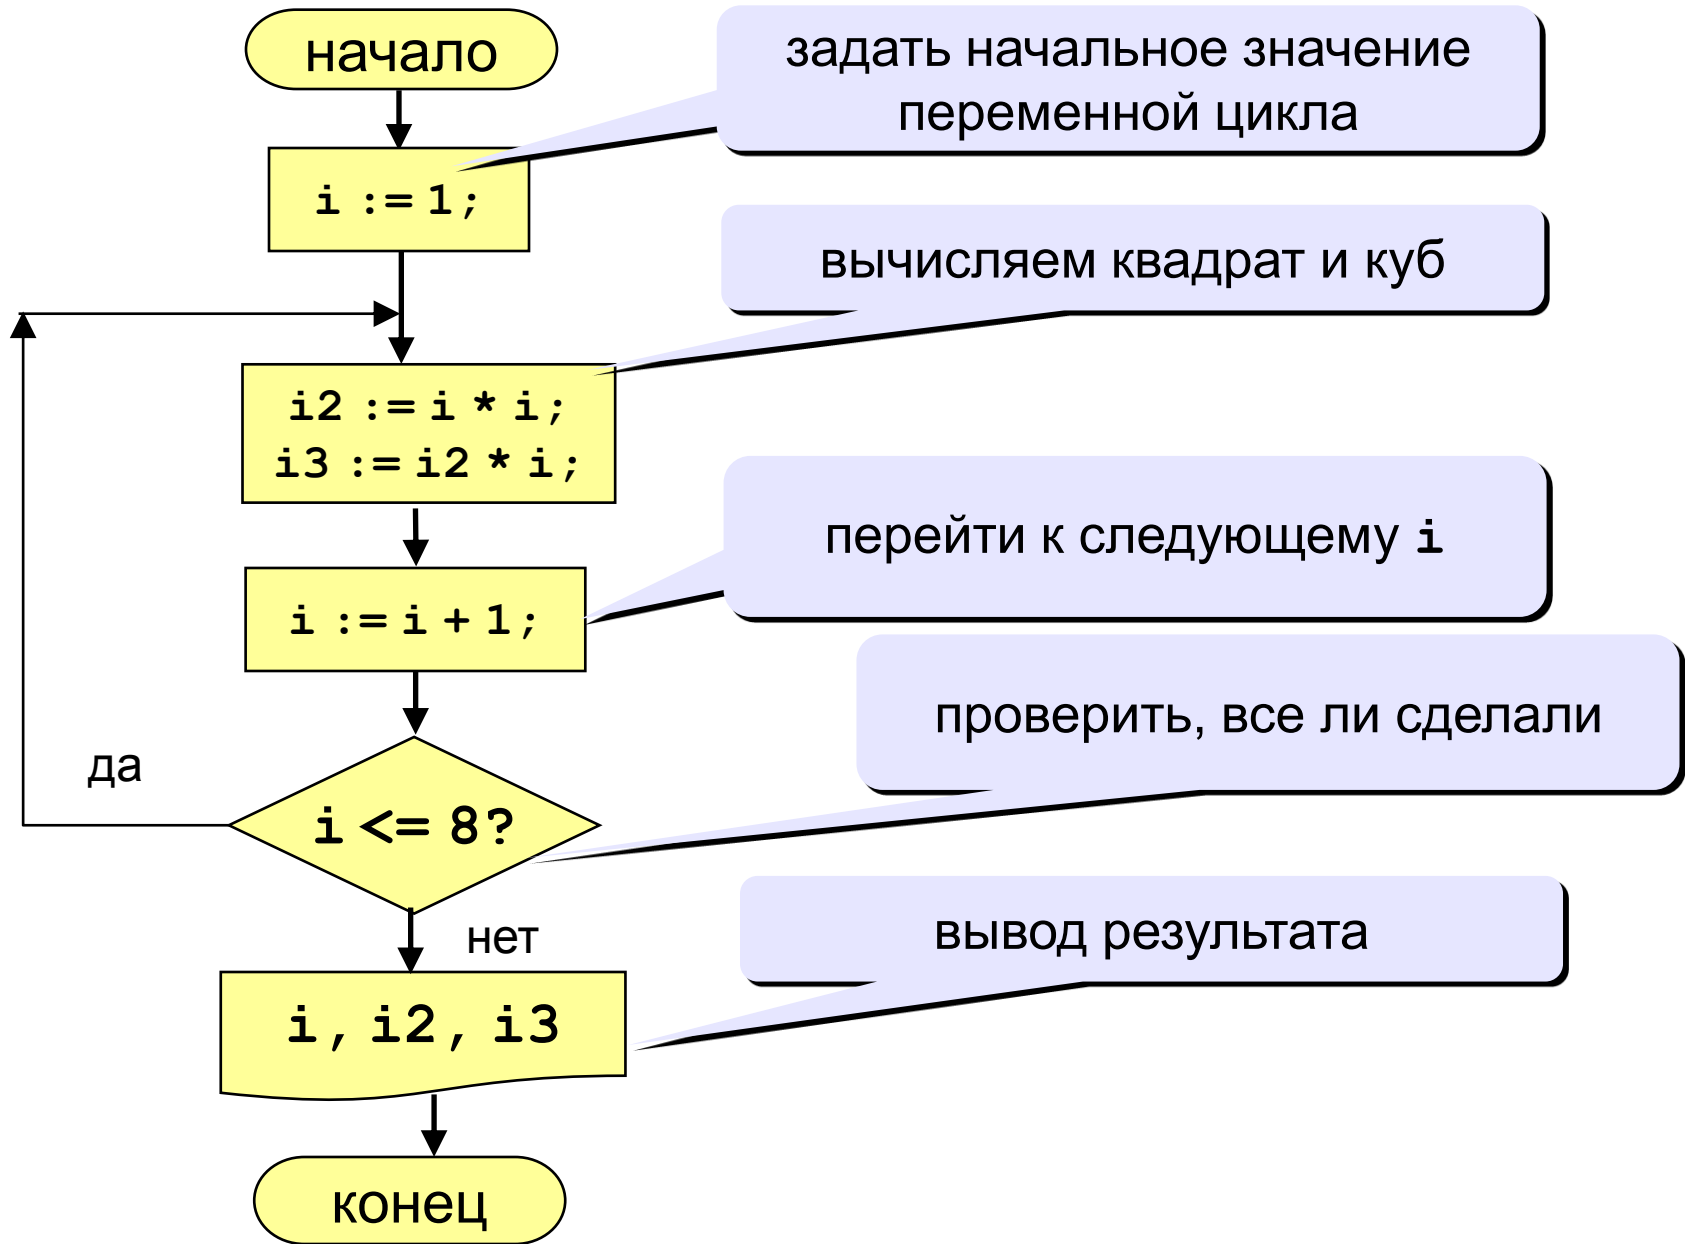 начало
задать начальное значение
переменной цикла
i := 1;
вычисляем квадрат и куб
i2 := i * i;
i3 := i2 * i;
перейти к следующему i
i := i + 1;
проверить, все ли сделали
да
i <= 8?
вывод результата
нет
i, i2, i3
конец